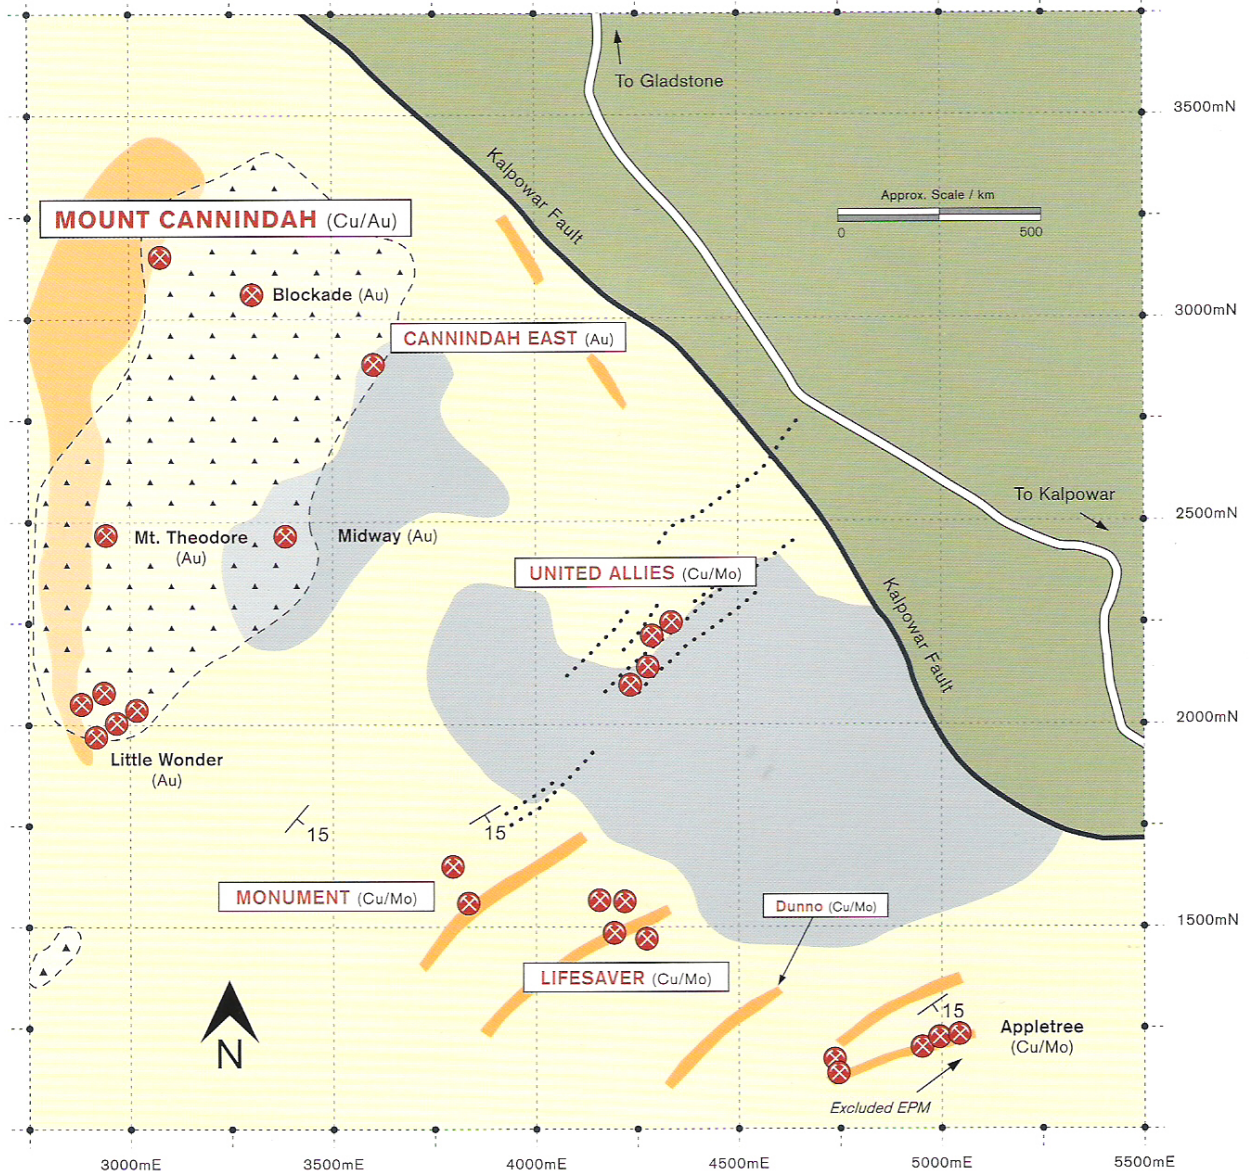 To Gladstone
3500mN
Kalpowar Fault
Approx. Scale / km
0 500
MOUNT CANNINDAH (Cu/Au)
Blockade (Au)
3000mN
CANNINDAH EAST (Au)
To Kalpowar
2500mN
Mt. Theodore
(Au)
Midway (Au)
UNITED ALLIES (Cu/Mo)
Kalpowar Fault
2000mN
Little Wonder
(Au)
15
15
MONUMENT (Cu/Mo)
Dunno (Cu/Mo)
1500mN
LIFESAVER (Cu/Mo)
15
Appletree
(Cu/Mo)
N
Excluded EPM
3000mE 3500mE 4000mE 4500mE 5000mE